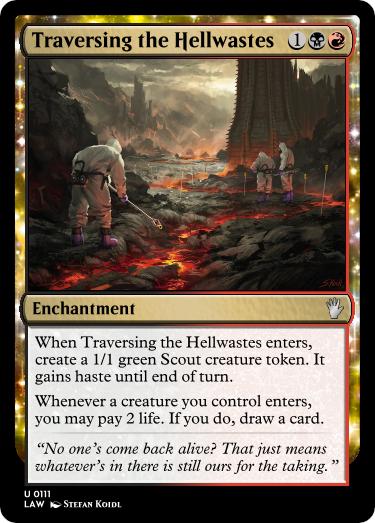 Traversing the Hellwastes 1
Enchantment
When Traversing the Hellwastes enters,
create a 1/1 green Scout creature token. It
gains haste until end of turn.
Whenever a creature you control enters,
you may pay 2 life. If you do, draw a card.
“No one's come back alive? That just means
whatever's in there is still ours for the taking.”
U 0111
LAW STEFAN KOIDL